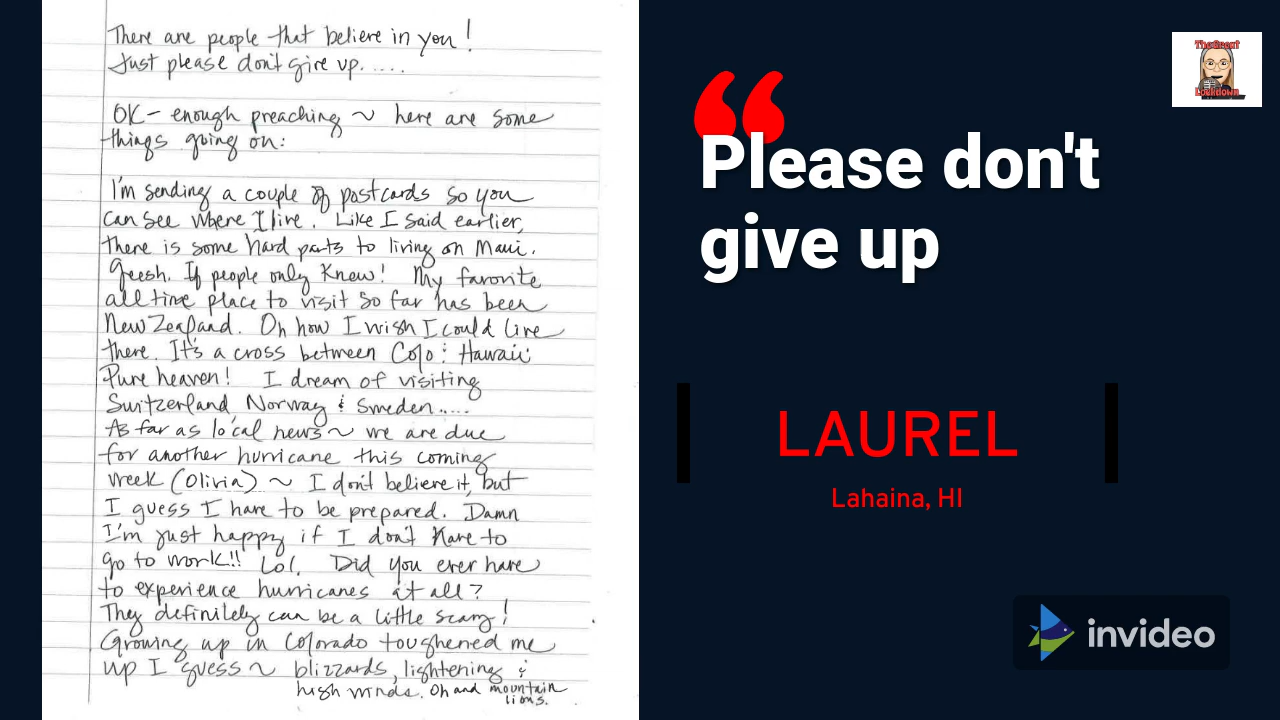 There are people that believe in you!
Just please don't give up.....
OK - enough preaching ~ here are some
things going on:
I'm sending a couple of postcards so you
can see where I live. Like I said earlier,
there is some hard parts to living on Maui.
Geesh. If people only knew! My favorite
all time place to visit so far has been
New Zealand. Oh how I wish I could live
there. It's a cross between Colo & Hawaii
Pure heaven! I dream of visiting
Switzerland, Norway & Sweden.....
As far as local news ~ we are due
for another hurricane this coming
week (Olivia) ~ I don't believe it, but
I guess I have to be prepared. Damn
I'm just happy if I don't have to
go to work!! Lol. Did you ever have
to experience hurricanes at all?
They definitely can be a little scary!
Growing up in Colorado toughened me
up I guess ~ blizzards, lightening &
high winds. Oh and mountain
lions.
“
Please don't
give up
LAUREL
Lahaina, HI
The Great
Lockdown
invideo